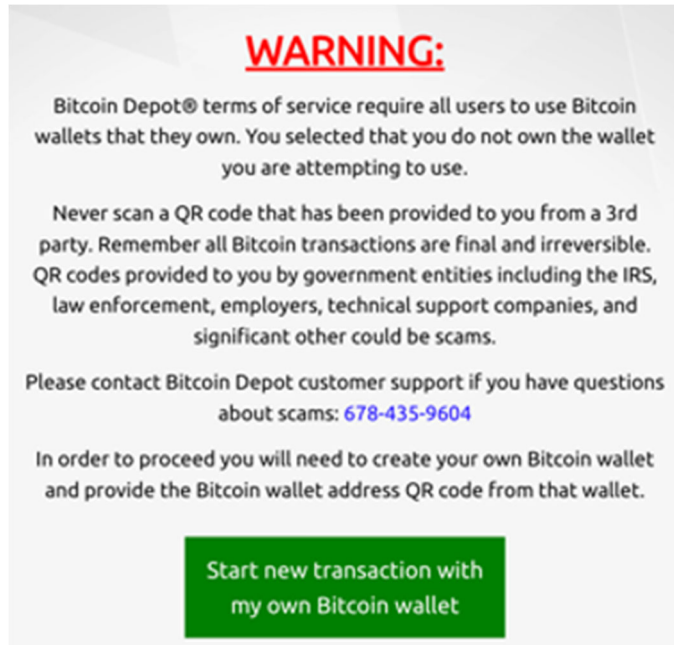 WARNING:
Bitcoin Depot® terms of service require all users to use Bitcoin
wallets that they own. You selected that you do not own the wallet
you are attempting to use.
Never scan a QR code that has been provided to you from a 3rd
party. Remember all Bitcoin transactions are final and irreversible.
QR codes provided to you by government entities including the IRS,
law enforcement, employers, technical support companies, and
significant other could be scams.
Please contact Bitcoin Depot customer support if you have questions
about scams: 678-435-9604
In order to proceed you will need to create your own Bitcoin wallet
and provide the Bitcoin wallet address QR code from that wallet.
Start new transaction with
my own Bitcoin wallet